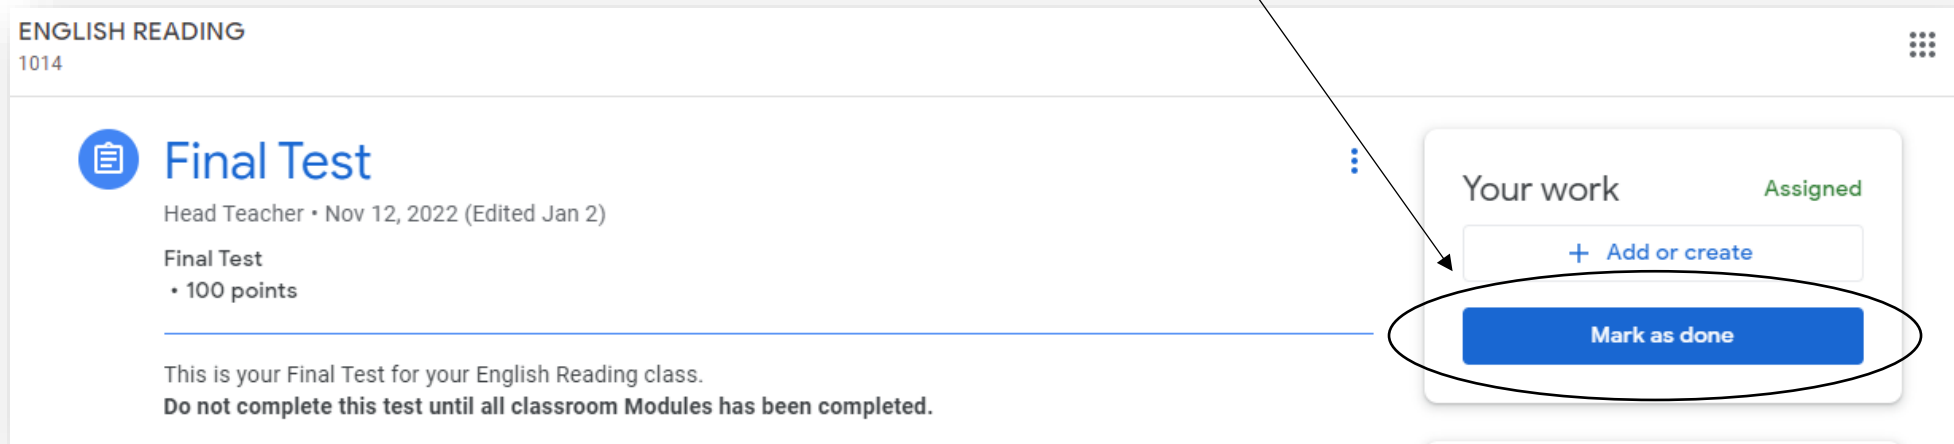 ENGLISH READING
1014
Final Test
Head Teacher • Nov 12, 2022 (Edited Jan 2)
Final Test
• 100 points
This is your Final Test for your English Reading class.
Do not complete this test until all classroom Modules has been completed.
Your work Assigned
+ Add or create
Mark as done